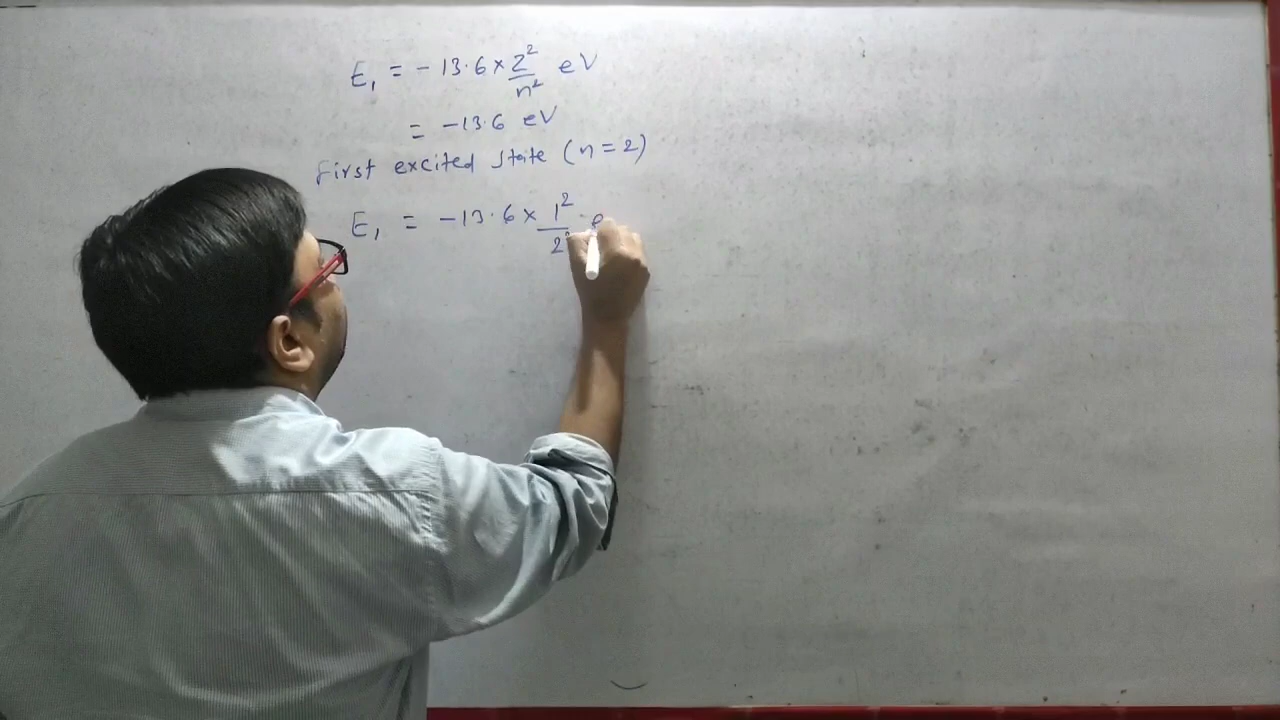 E₁ = -13.6 × Z²/n² eV
= -13.6 eV
First excited state (n = 2)
E₁ = -13.6 × 1²/2² e